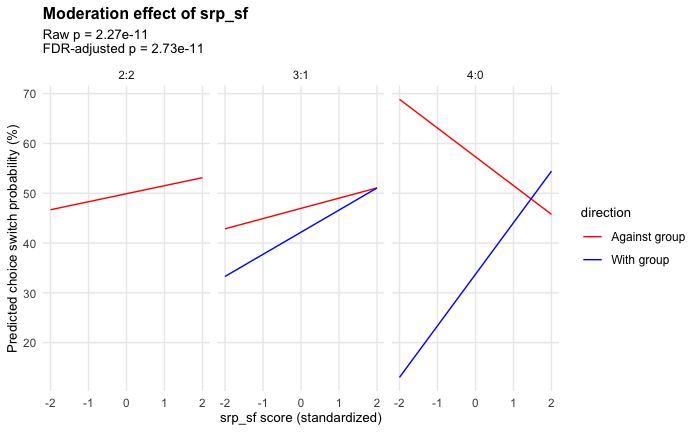 Moderation effect of srp_sf
Raw p = 2.27e-11
FDR-adjusted p = 2.73e-11
2:2
3:1
4:0
Predicted choice switch probability (%)
70
60
50
40
30
20
-2 -1 0 1 2
-2 -1 0 1 2
-2 -1 0 1 2
srp_sf score (standardized)
direction
Against group
With group